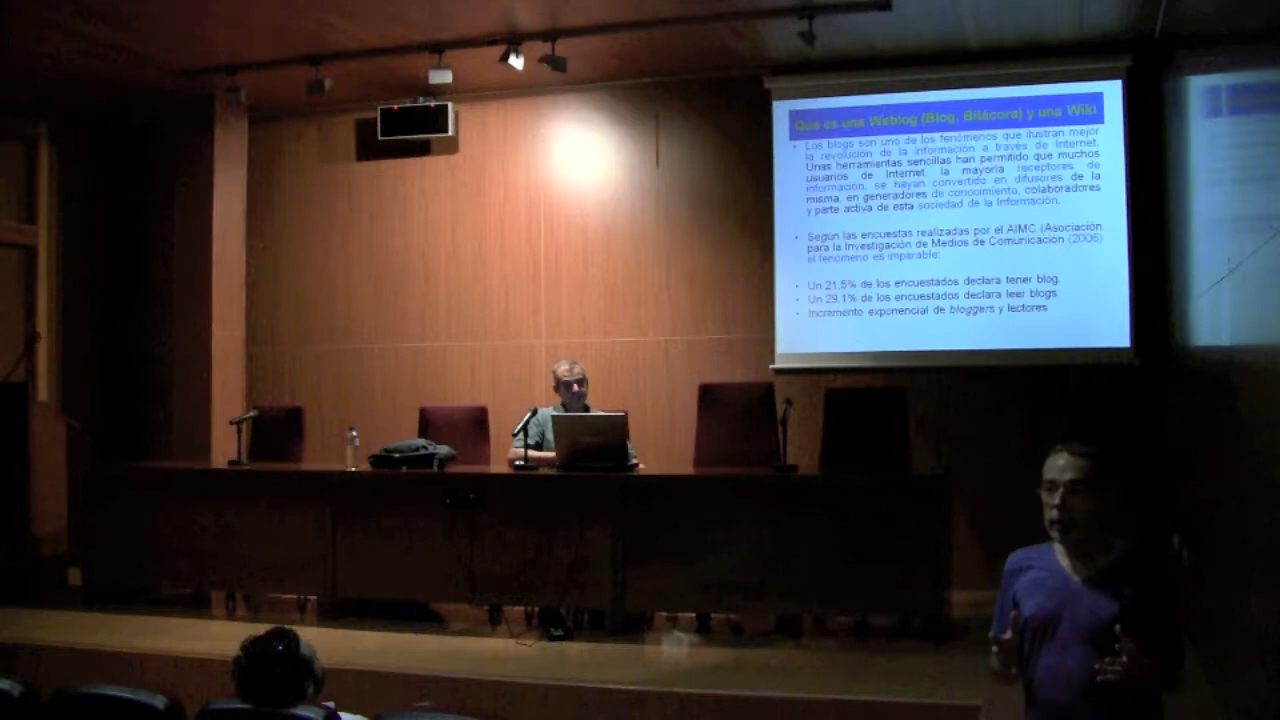 Que es una Weblog (Blog, Bitácora) y una Wiki
• Los blogs son uno de los fenómenos que ilustran mejor
la revolución de la información a través de Internet.
Unas herramientas sencillas han permitido que muchos
usuarios de Internet, la mayoría receptores de
información, se hayan convertido en difusores de la
misma, en generadores de conocimiento, colaboradores
y parte activa de esta sociedad de la Información.
• Según las encuestas realizadas por el AIMC (Asociación
para la Investigación de Medios de Comunicación (2006)
el fenómeno es imparable:
• Un 21,5% de los encuestados declara tener blog.
• Un 29,1% de los encuestados declara leer blogs
• Incremento exponencial de bloggers y lectores